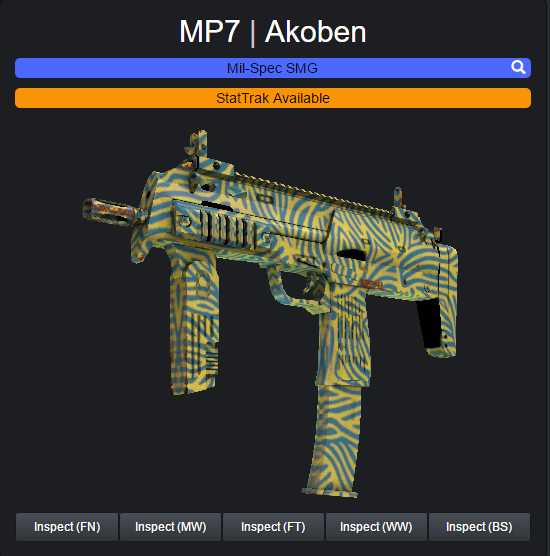 MP7 | Akoben
Mil-Spec SMG
StatTrak Available
Inspect (FN) Inspect (MW) Inspect (FT) Inspect (WW) Inspect (BS)